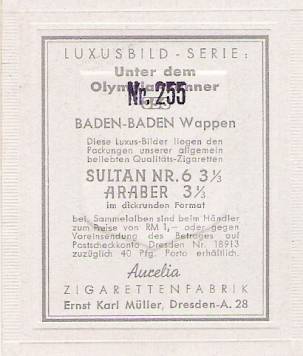 LUXUSBILD - SERIE:
Unter dem
Olympiabanner
Nr. 255
BADEN-BADEN Wappen
Diese Luxus-Bilder liegen den
Packungen unserer allgemein
beliebten Qualitäts-Zigaretten
SULTAN NR. 6 3⅓
ARABER 3⅓
im dickrunden Format
bei. Sammelalben sind beim Händler
zum Preise von RM 1,— oder gegen
Voreinsendung des Betrages auf
Postscheckkonto Dresden Nr. 18913
zuzüglich 40 Pfg. Porto erhältlich.
Aurelia
ZIGARETTENFABRIK
Ernst Karl Müller, Dresden-A. 28